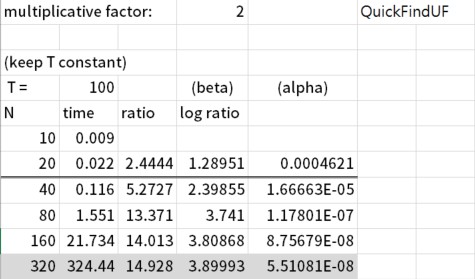 multiplicative factor: 2 QuickFindUF
(keep T constant)
T = 100 (beta) (alpha)
N time ratio log ratio
10 0.009
20 0.022 2.4444 1.28951 0.0004621
40 0.116 5.2727 2.39855 1.66663E-05
80 1.551 13.371 3.741 1.17801E-07
160 21.734 14.013 3.80868 8.75679E-08
320 324.44 14.928 3.89993 5.51081E-08